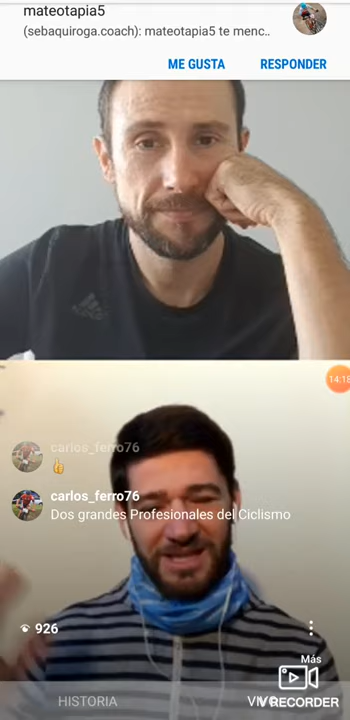 mateotapia5
(sebaquiroga.coach): mateotapia5 te menc..
ME GUSTA
RESPONDER
adidas
14:18
carlos_ferro76
👍
carlos_ferro76
Dos grandes Profesionales del Ciclismo
926
Más
HISTORIA
V RECORDER